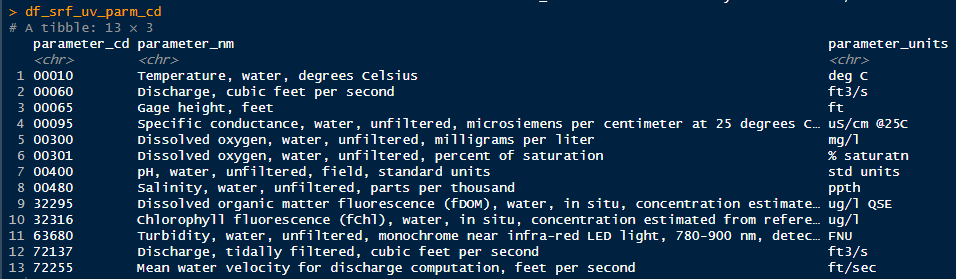 > df_srf_uv_parm_cd
# A tibble: 13 × 3
parameter_cd parameter_nm parameter_units
<chr> <chr> <chr>
1 00010 Temperature, water, degrees Celsius deg C
2 00060 Discharge, cubic feet per second ft3/s
3 00065 Gage height, feet ft
4 00095 Specific conductance, water, unfiltered, microsiemens per centimeter at 25 degrees C… uS/cm @25C
5 00300 Dissolved oxygen, water, unfiltered, milligrams per liter mg/l
6 00301 Dissolved oxygen, water, unfiltered, percent of saturation % saturatn
7 00400 pH, water, unfiltered, field, standard units std units
8 00480 Salinity, water, unfiltered, parts per thousand ppth
9 32295 Dissolved organic matter fluorescence (fDOM), water, in situ, concentration estimate… ug/l QSE
10 32316 Chlorophyll fluorescence (fChl), water, in situ, concentration estimated from refere… ug/l
11 63680 Turbidity, water, unfiltered, monochrome near infra-red LED light, 780-900 nm, detec… FNU
12 72137 Discharge, tidally filtered, cubic feet per second ft3/s
13 72255 Mean water velocity for discharge computation, feet per second ft/sec